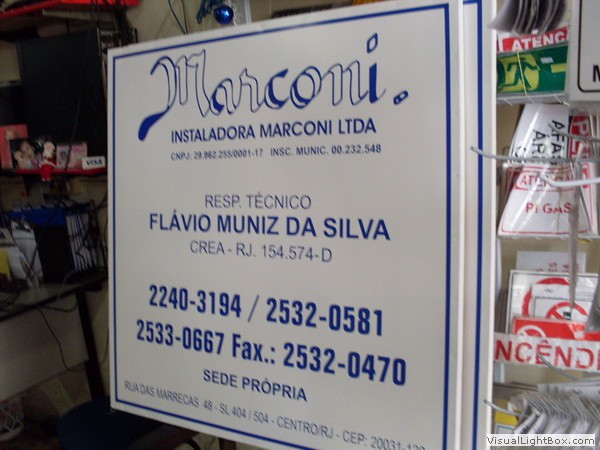 Marconi.
INSTALADORA MARCONI LTDA
CNPJ: 29.962.255/0001-17 INSC. MUNIC. 00.232.548
RESP. TÉCNICO
FLÁVIO MUNIZ DA SILVA
CREA - RJ. 154.574-D
2240-3194 / 2532-0581
2533-0667 Fax.: 2532-0470
SEDE PRÓPRIA
RUA DAS MARRECAS 48 - SL 404 / 504 - CENTRO/RJ - CEP: 20031-120
VISA
VisualLightBox.com